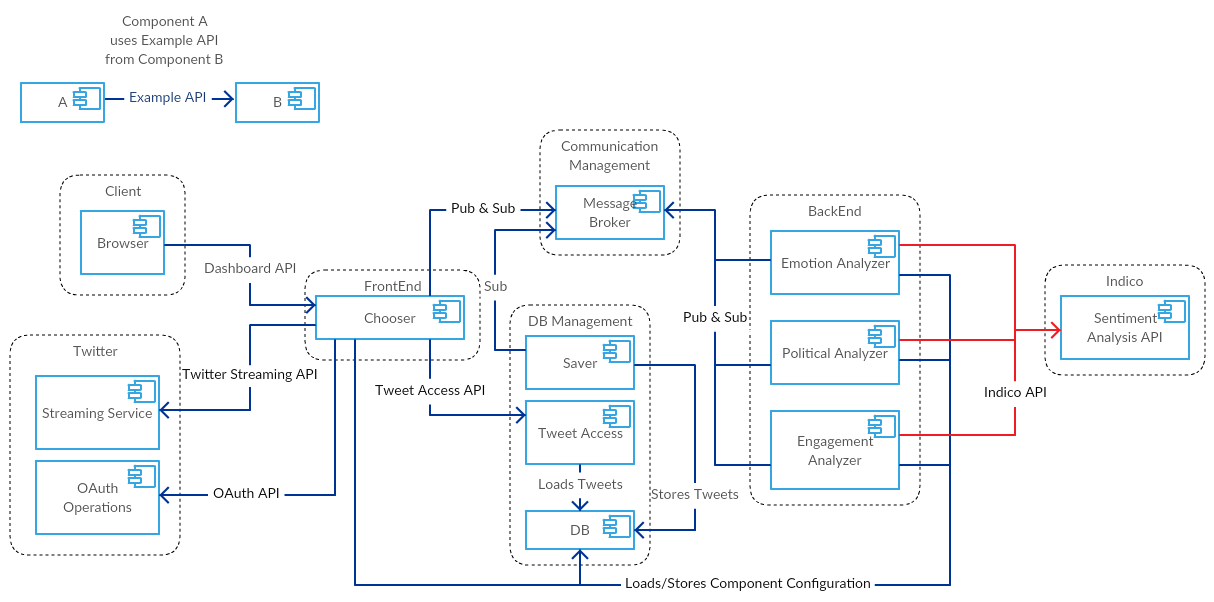 Component A
uses Example API
from Component B
A
Example API
B
Communication
Management
Message
Broker
Client
Browser
Pub & Sub
BackEnd
Emotion Analyzer
Dashboard API
FrontEnd
Chooser
Sub
Indico
Sentiment
Analysis API
DB Management
Saver
Pub & Sub
Political Analyzer
Twitter
Twitter Streaming API
Tweet Access API
Indico API
Streaming Service
Tweet Access
Engagement
Analyzer
OAuth
Operations
OAuth API
Loads Tweets
Stores Tweets
DB
Loads/Stores Component Configuration